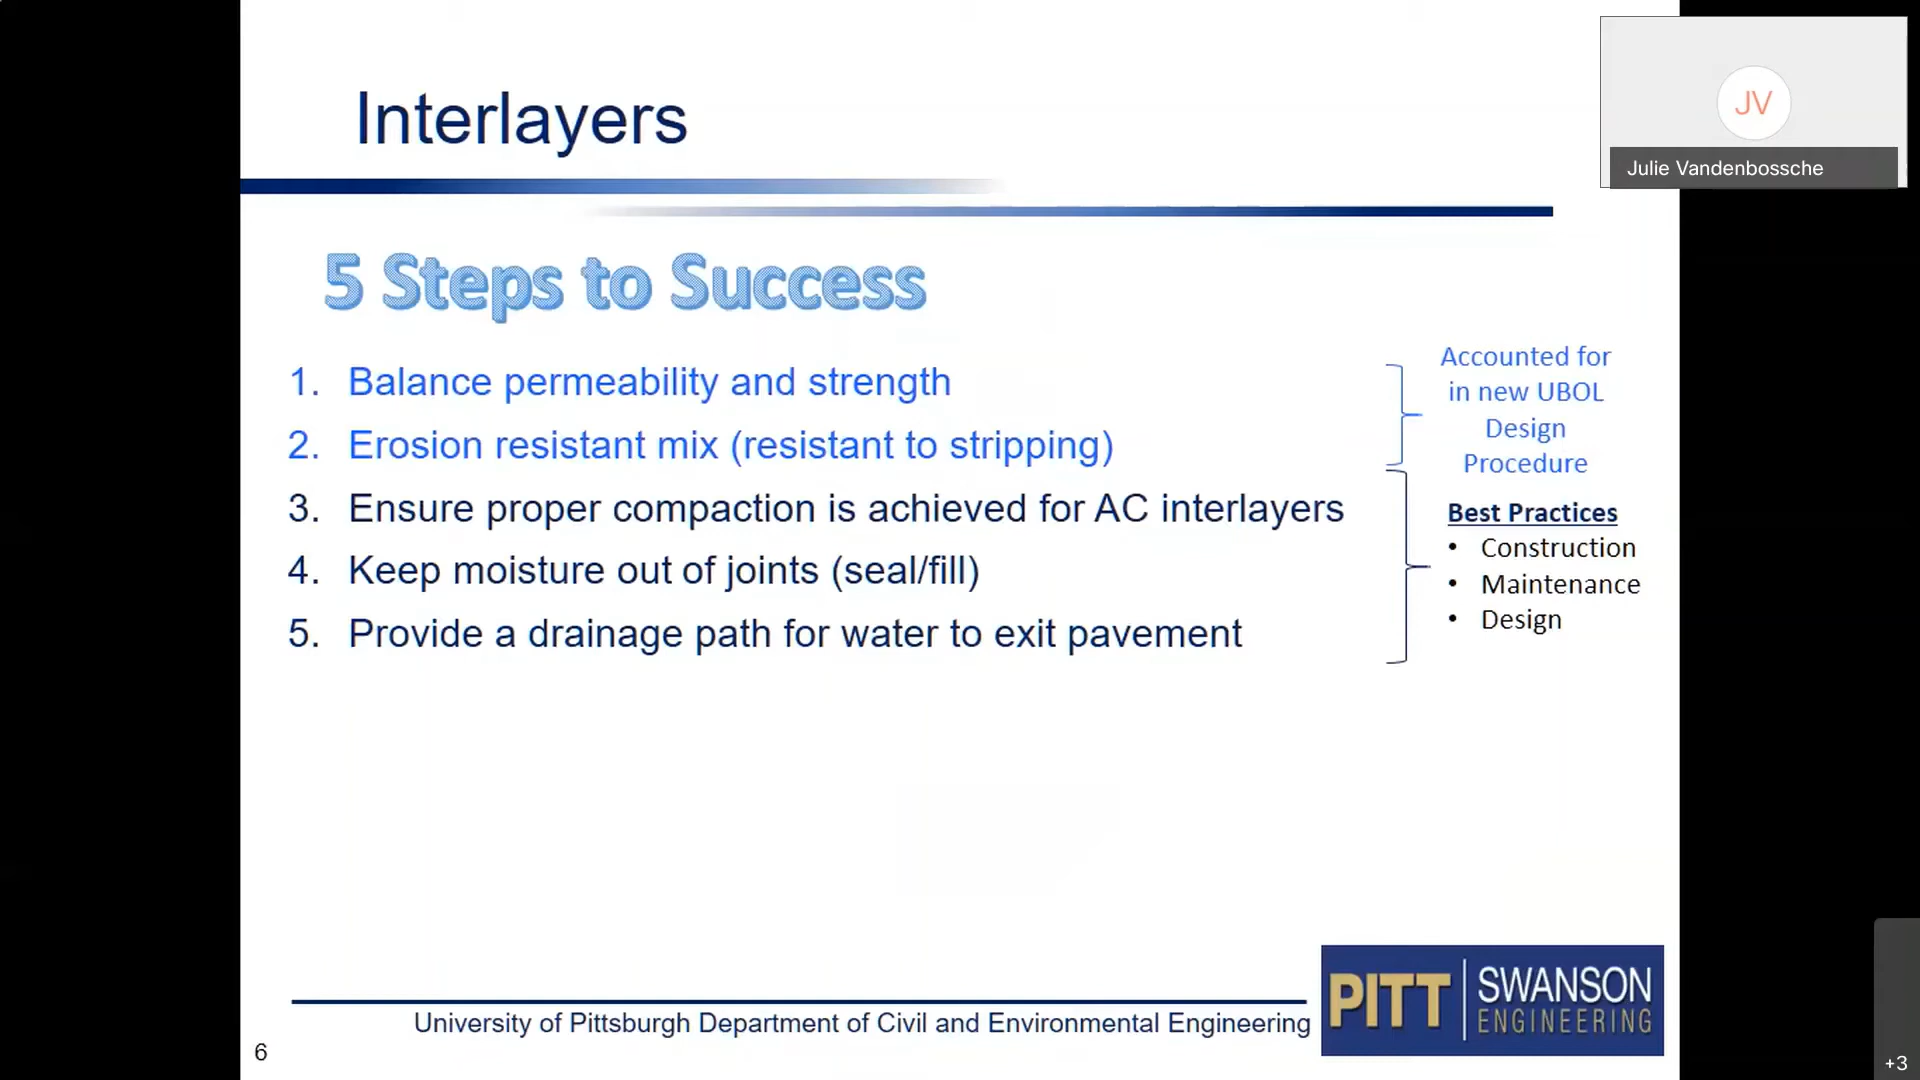 Interlayers
JV
Julie Vandenbossche
5 Steps to Success
1. Balance permeability and strength
2. Erosion resistant mix (resistant to stripping)
3. Ensure proper compaction is achieved for AC interlayers
4. Keep moisture out of joints (seal/fill)
5. Provide a drainage path for water to exit pavement
Accounted for
in new UBOL
Design
Procedure
Best Practices
• Construction
• Maintenance
• Design
University of Pittsburgh Department of Civil and Environmental Engineering
PITT
SWANSON
ENGINEERING
6
+3